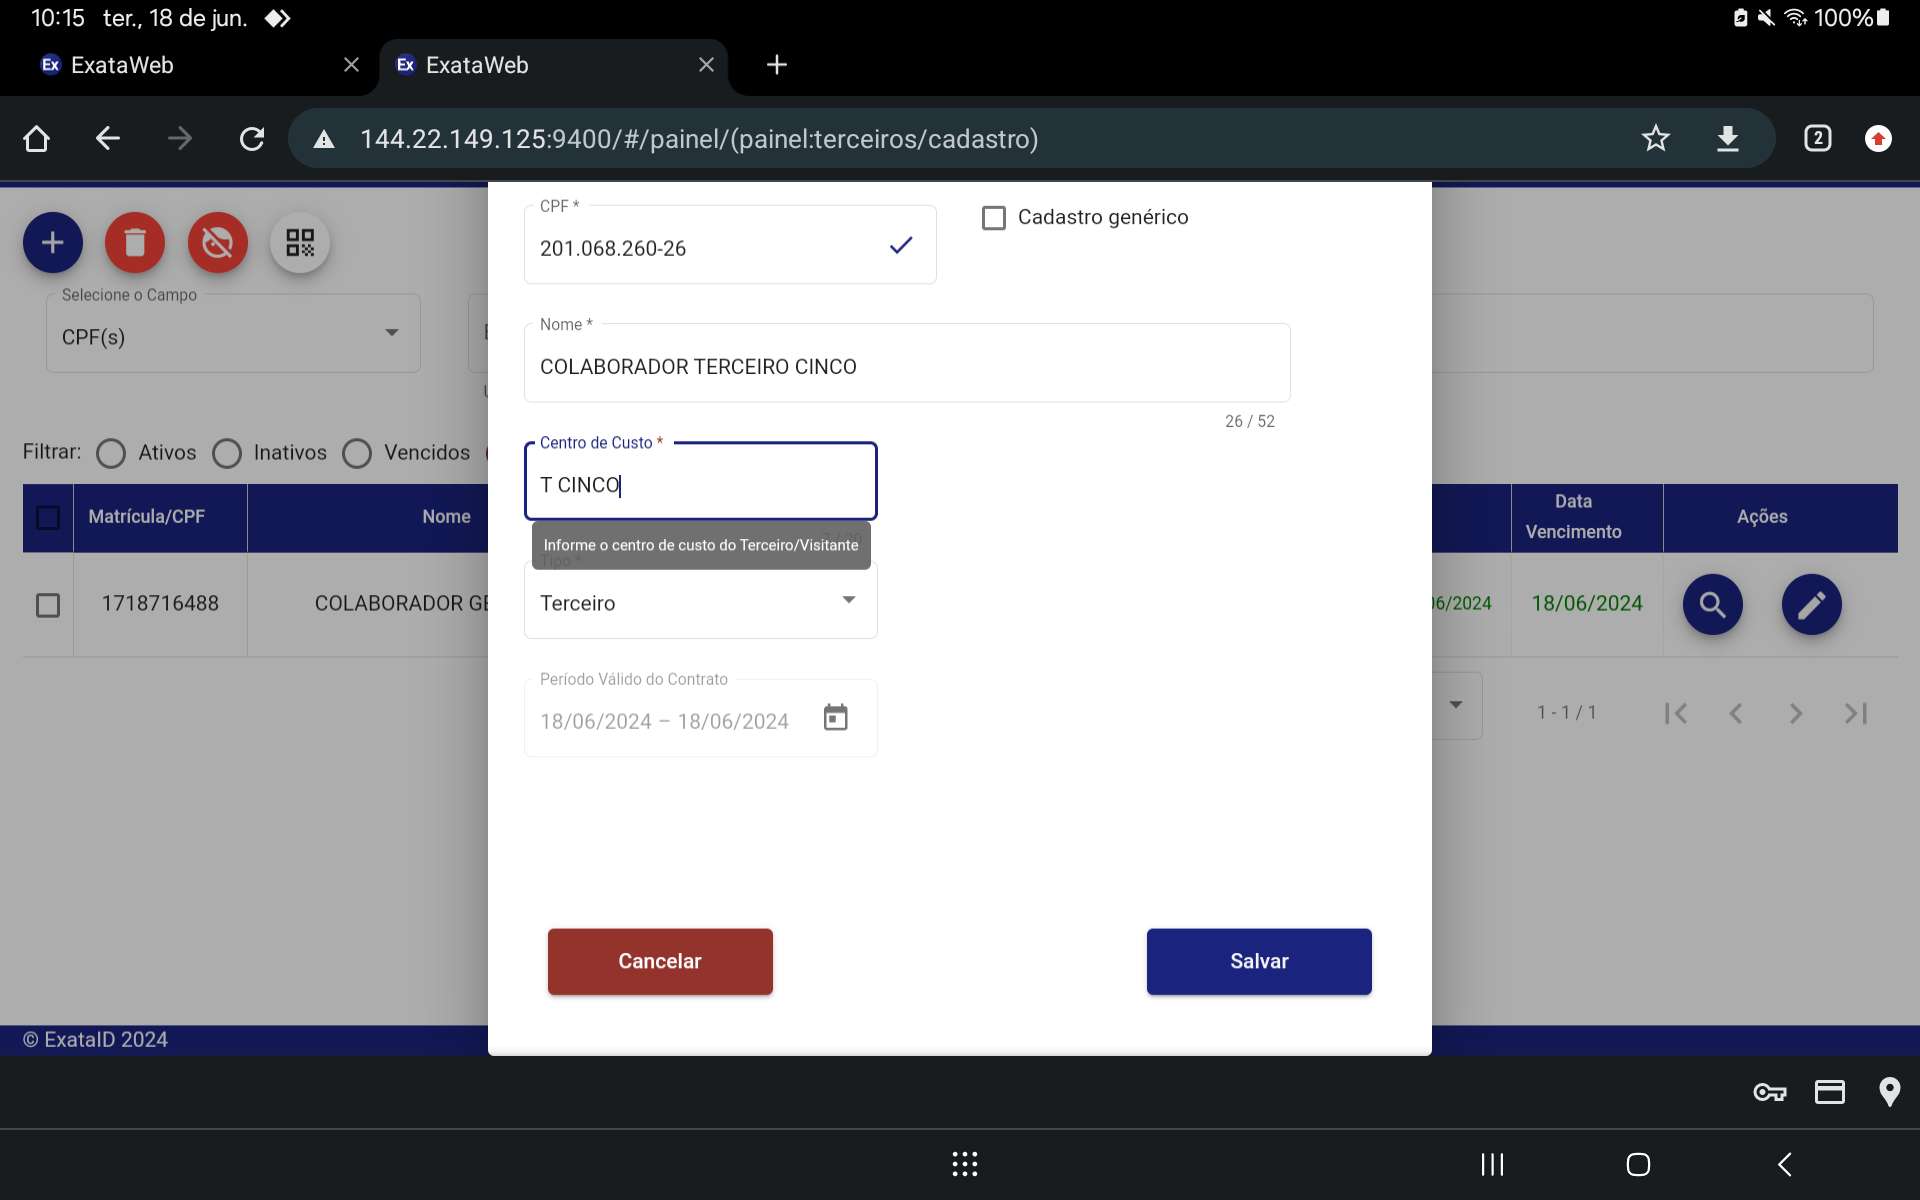 10:15 ter., 18 de jun. 100%
ExataWeb
ExataWeb
144.22.149.125:9400/#/painel/(painel:terceiros/cadastro)
2
CPF *
201.068.260-26
Cadastro genérico
Selecione o Campo
CPF(s)
Nome *
COLABORADOR TERCEIRO CINCO
26 / 52
Filtrar: Ativos Inativos Vencidos
Centro de Custo *
T CINCO
Informe o centro de custo do Terceiro/Visitante
Tipo *
Terceiro
Matrícula/CPF Nome Data Vencimento Ações
1718716488 COLABORADOR GE 06/2024 18/06/2024
Período Válido do Contrato
18/06/2024 – 18/06/2024
1 - 1 / 1
Cancelar Salvar
© ExataID 2024